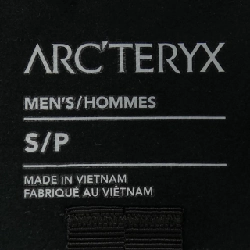 ARC'TERYX
MEN'S/HOMMES
S/P
MADE IN VIETNAM
FABRIQUÉ AU VIÊTNAM